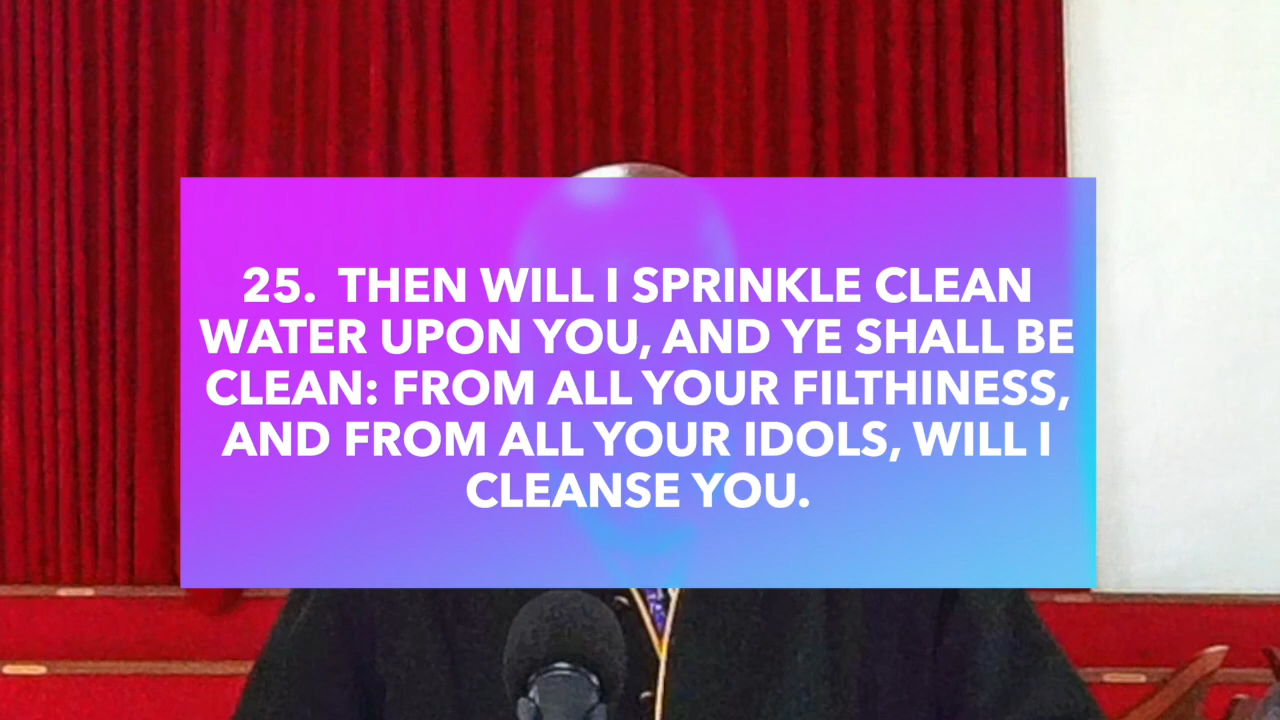 25. THEN WILL I SPRINKLE CLEAN
WATER UPON YOU, AND YE SHALL BE
CLEAN: FROM ALL YOUR FILTHINESS,
AND FROM ALL YOUR IDOLS, WILL I
CLEANSE YOU.